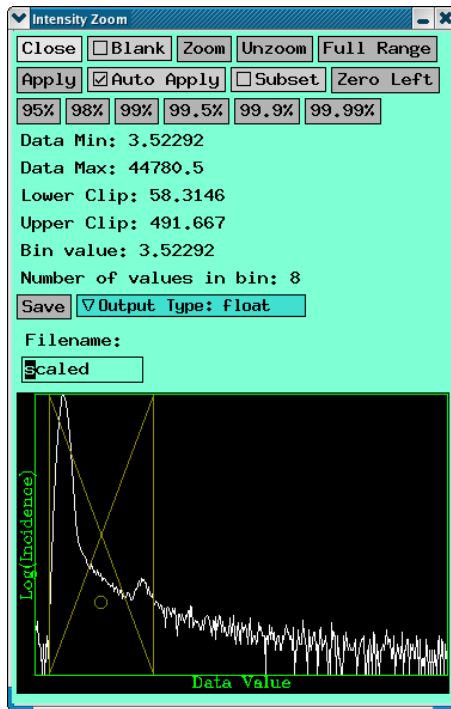 Intensity Zoom
Close Blank Zoom Unzoom Full Range
Apply Auto Apply Subset Zero Left
95% 98% 99% 99.5% 99.9% 99.99%
Data Min: 3.52292
Data Max: 44780.5
Lower Clip: 58.3146
Upper Clip: 491.667
Bin value: 3.52292
Number of values in bin: 8
Save ▽ Output Type: float
Filename:
scaled
Log(Incidence)
Data Value